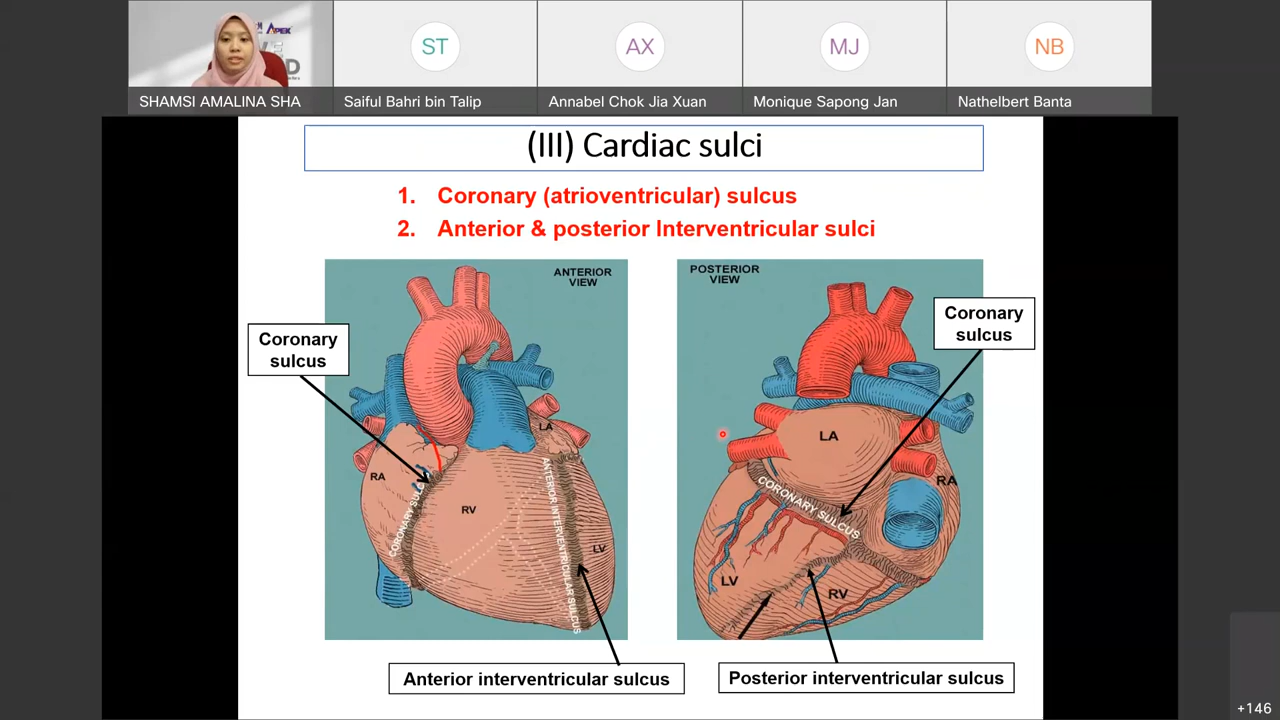 APEK
SHAMSI AMALINA SHA
ST
Saiful Bahri bin Talip
AX
Annabel Chok Jia Xuan
MJ
Monique Sapong Jan
NB
Nathelbert Banta
(III) Cardiac sulci
1. Coronary (atrioventricular) sulcus
2. Anterior & posterior Interventricular sulci
ANTERIOR
VIEW
Coronary
sulcus
LA
RA
RV
LV
CORONARY SULC
ANTERIOR INTERVENTRICULAR SULCUS
Anterior interventricular sulcus
POSTERIOR
VIEW
Coronary
sulcus
LA
RA
CORONARY SULCUS
LV
RV
Posterior interventricular sulcus
+146